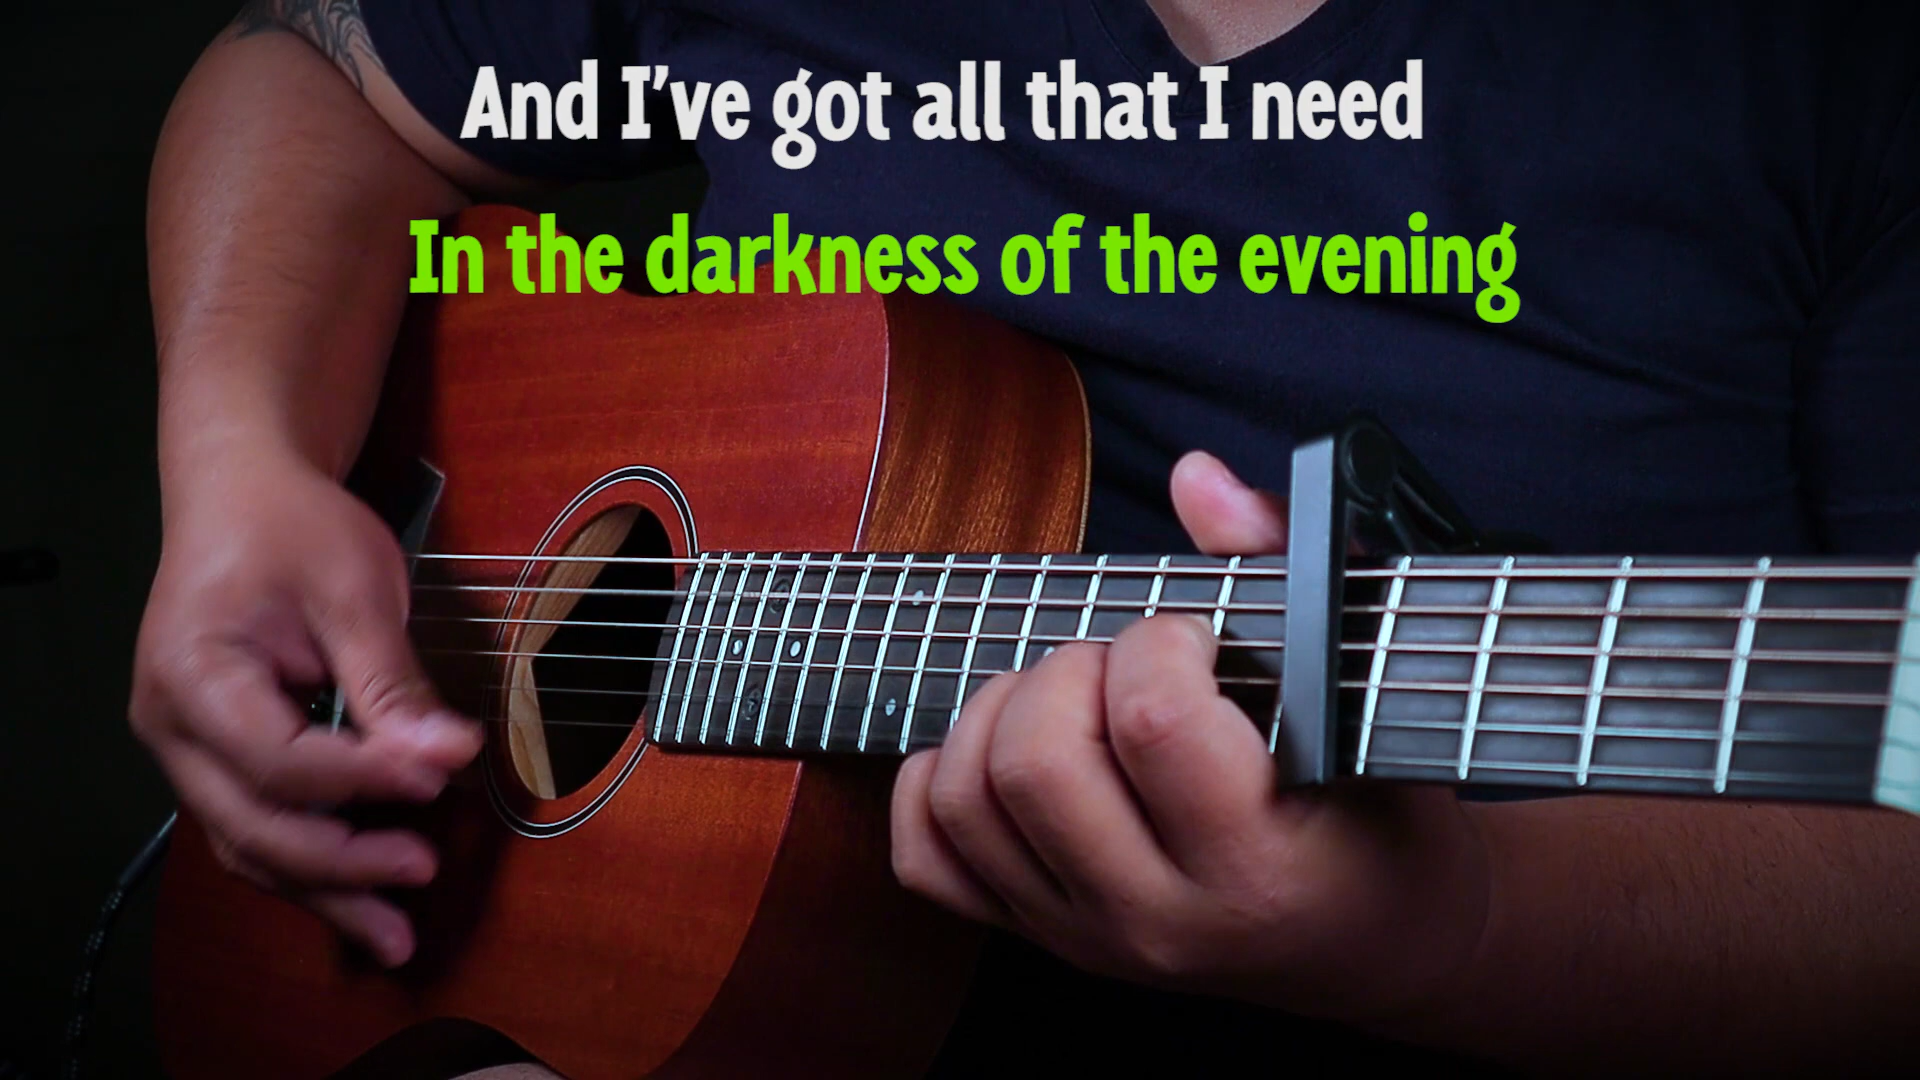 And I've got all that I need
In the darkness of the evening